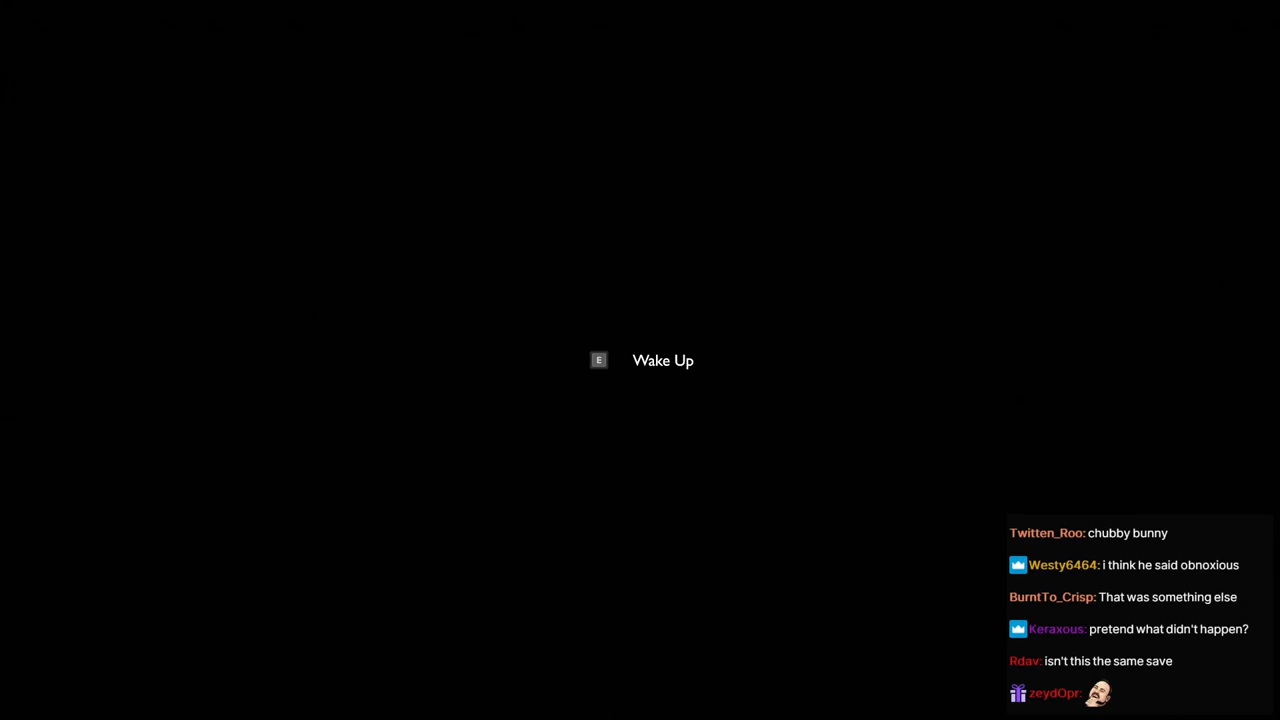 E Wake Up
Twitten_Roo: chubby bunny
Westy6464: i think he said obnoxious
BurntTo_Crisp: That was something else
Keraxous: pretend what didn't happen?
Rdav: isn't this the same save
zeydOpr: